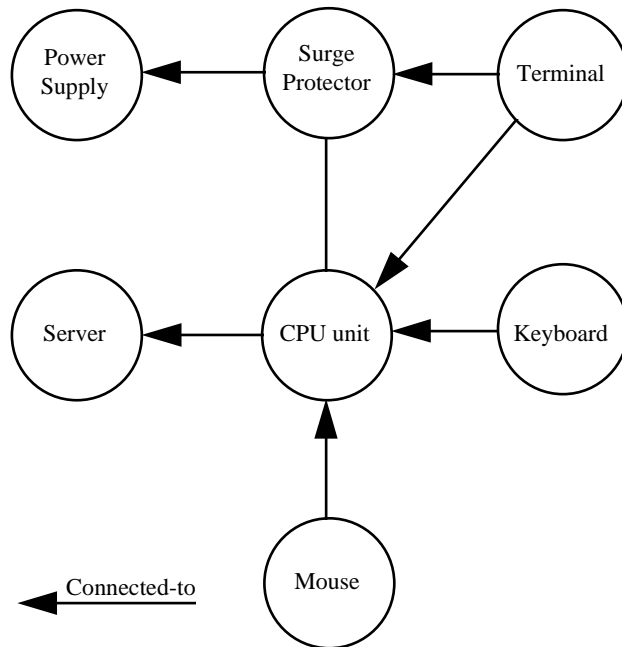 Power
Supply
Surge
Protector
Terminal
Server
CPU unit
Keyboard
Connected-to
Mouse